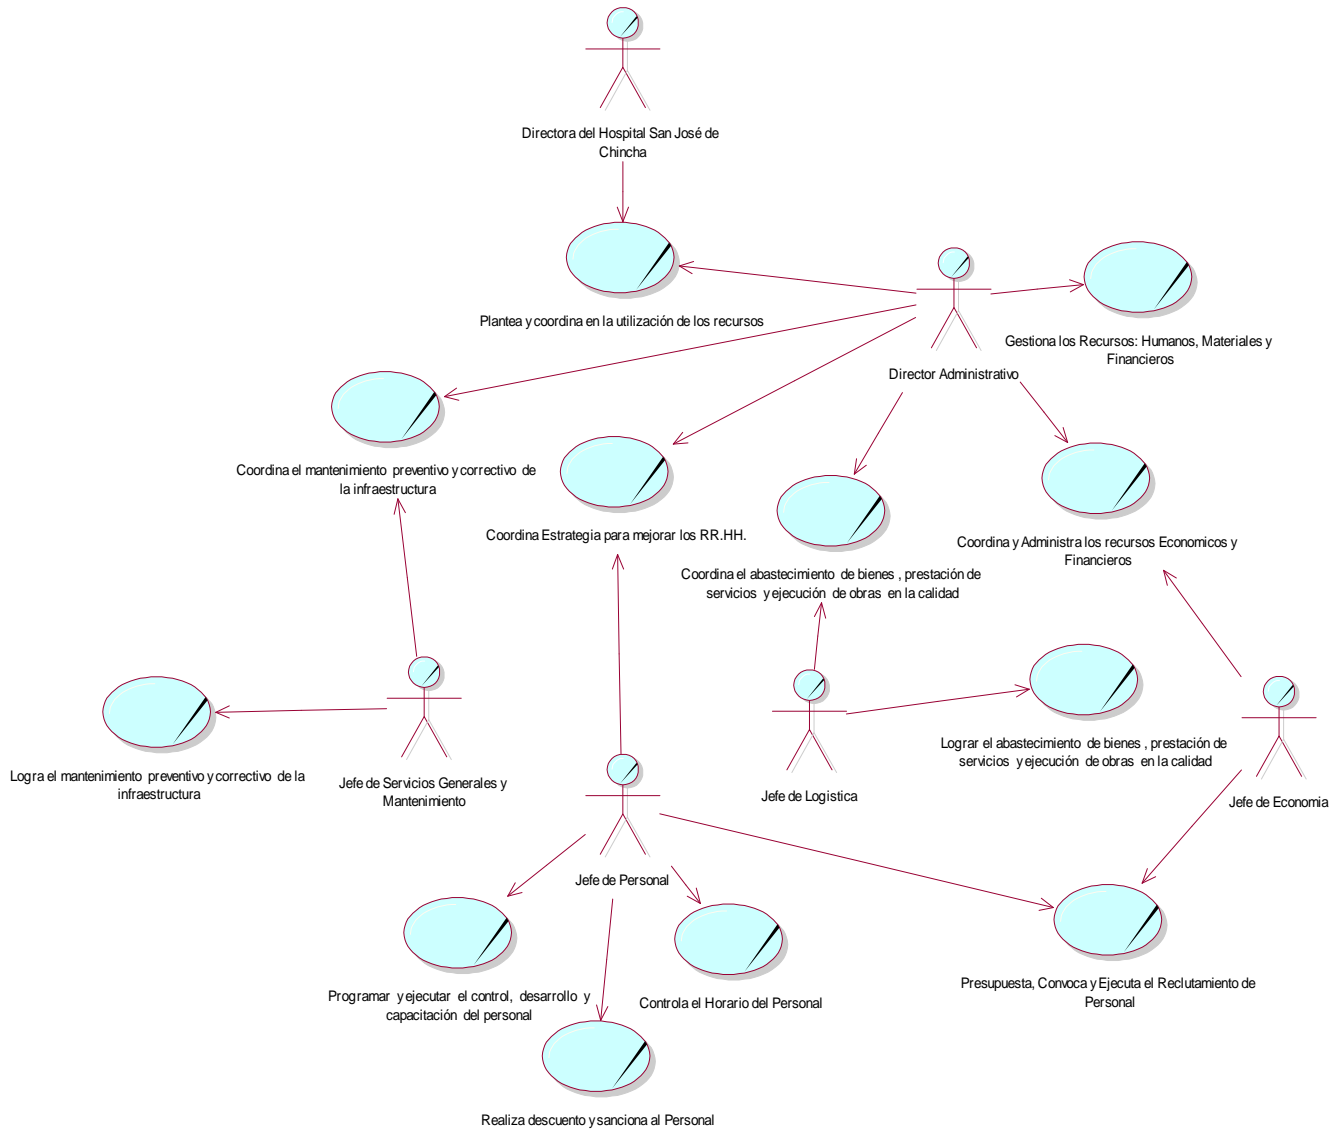 Directora del Hospital San José de
Chincha
Plantea y coordina en la utilización de los recursos
Gestiona los Recursos: Humanos, Materiales y
Financieros
Director Administrativo
Coordina el mantenimiento preventivo y correctivo de
la infraestructura
Coordina Estrategia para mejorar los RR.HH.
Coordina el abastecimiento de bienes , prestación de
servicios y ejecución de obras en la calidad
Coordina y Administra los recursos Economicos y
Financieros
Logra el mantenimiento preventivo y correctivo de la
infraestructura
Jefe de Servicios Generales y
Mantenimiento
Jefe de Logistica
Lograr el abastecimiento de bienes , prestación de
servicios y ejecución de obras en la calidad
Jefe de Economia
Jefe de Personal
Programar y ejecutar el control, desarrollo y
capacitación del personal
Controla el Horario del Personal
Presupuesta, Convoca y Ejecuta el Reclutamiento de
Personal
Realiza descuento y sanciona al Personal